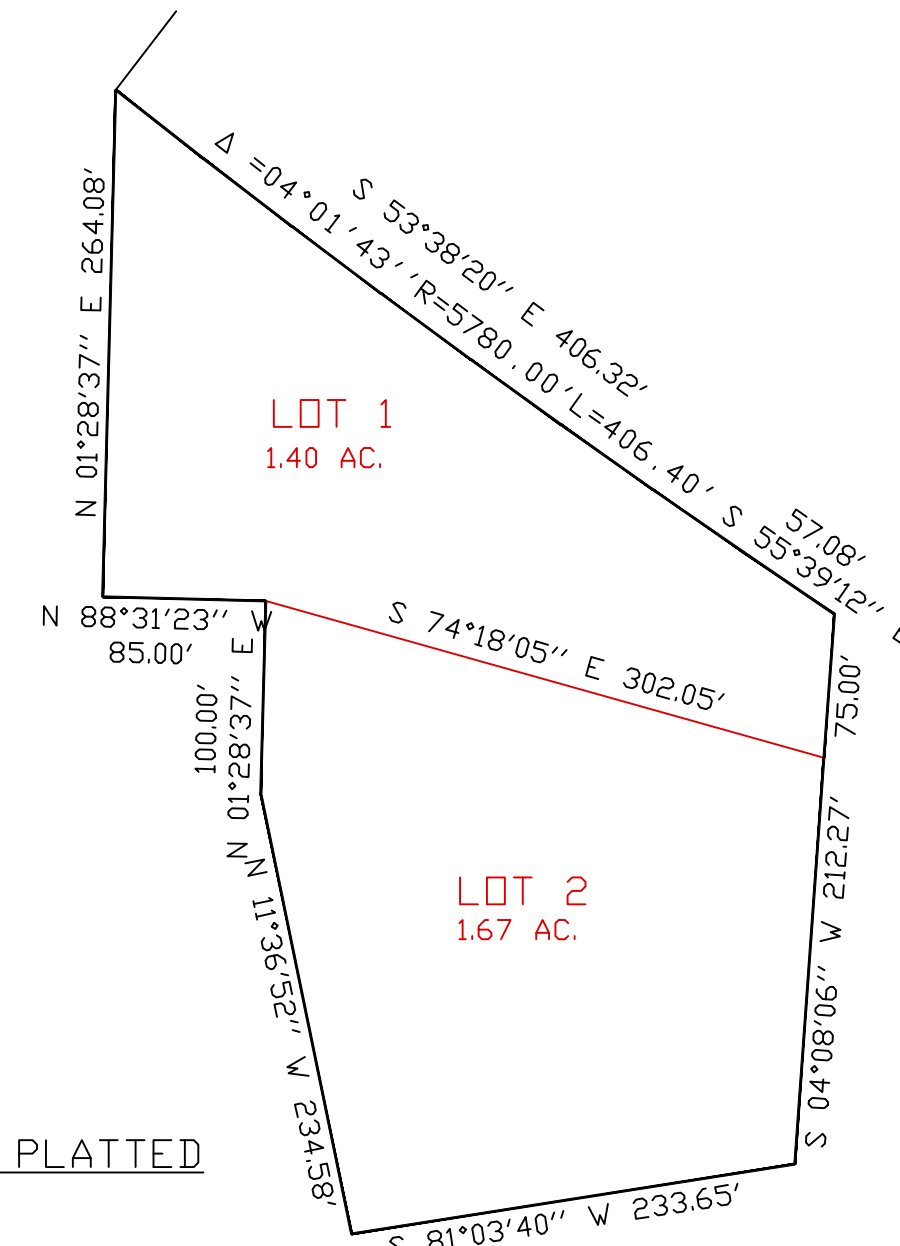 N 01°28'37" E 264.08'
Δ =04°01'43''R=5780.00'L=406.40'
S 53°38'20" E 406.32'
S 55°39'12" E
57.08'
LOT 1
1.40 AC.
N 88°31'23" W
85.00'
S 74°18'05" E 302.05'
75.00'
100.00'
N 01°28'37" E
LOT 2
1.67 AC.
S 04°08'06" W 212.27'
N 11°36'52" W 234.58'
S 81°03'40" W 233.65'
PLATTED